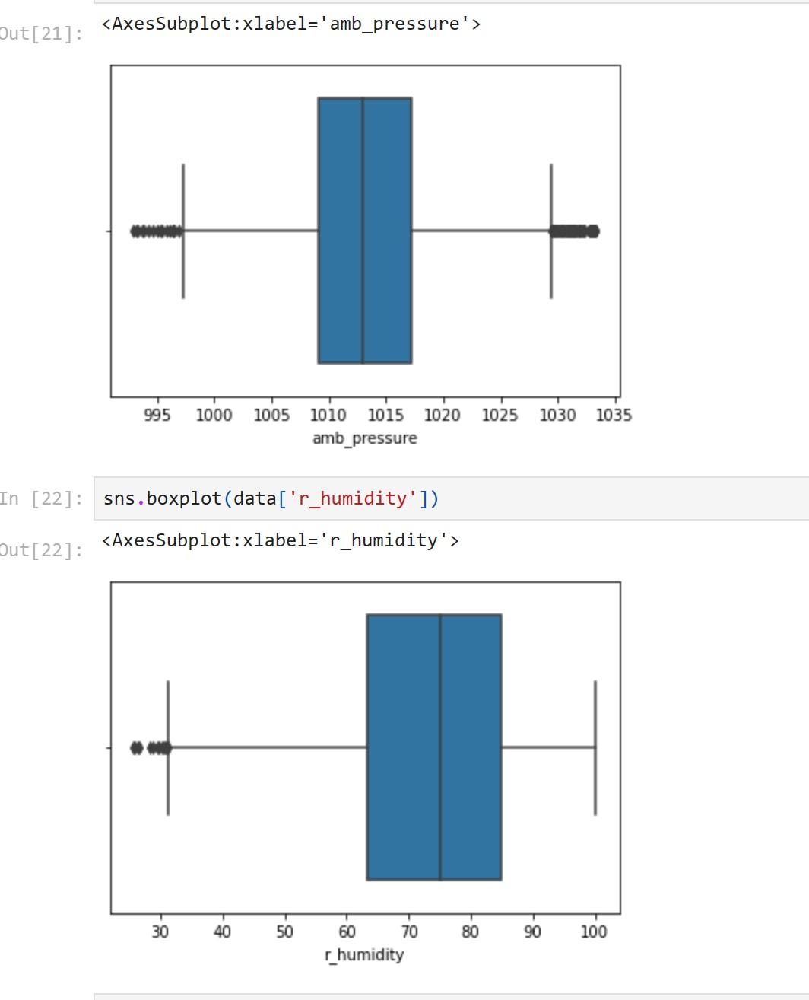 Out[21]:
<AxesSubplot:xlabel='amb_pressure'>
995 1000 1005 1010 1015 1020 1025 1030 1035
amb_pressure
In [22]:
sns.boxplot(data['r_humidity'])
Out[22]:
<AxesSubplot:xlabel='r_humidity'>
30 40 50 60 70 80 90 100
r_humidity